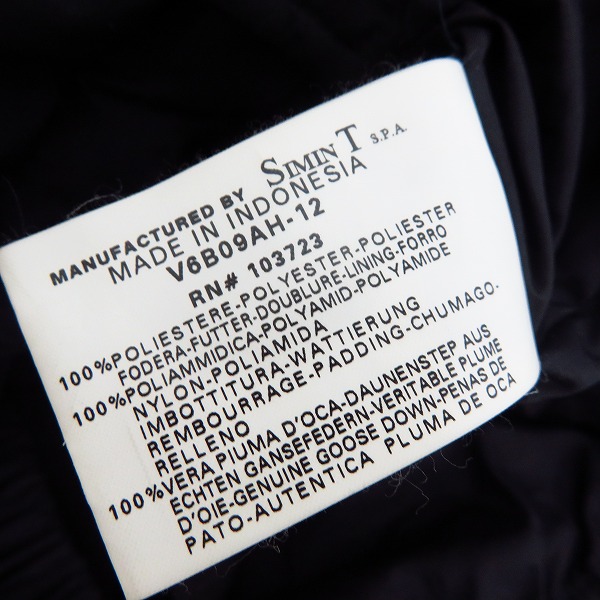 MANUFACTURED BY SIMINT S.P.A.
MADE IN INDONESIA
V6B09AH-12
RN# 103723
100%POLIESTERE-POLYESTER-POLIESTER
FODERA-FUTTER-DOUBLURE-LINING-FORRO
100%POLIAMMIDICA-POLYAMID-POLYAMIDE
NYLON-POLIAMIDA
IMBOTTITURA-WATTIERUNG
REMBOURRAGE-PADDING-CHUMAGO-
RELLENO
100%VERA PIUMA D'OCA-DAUNENSTEP AUS
ECHTEN GANSEFEDERN-VERITABLE PLUME
D'OIE-GENUINE GOOSE DOWN-PENAS DE
PATO-AUTENTICA PLUMA DE OCA